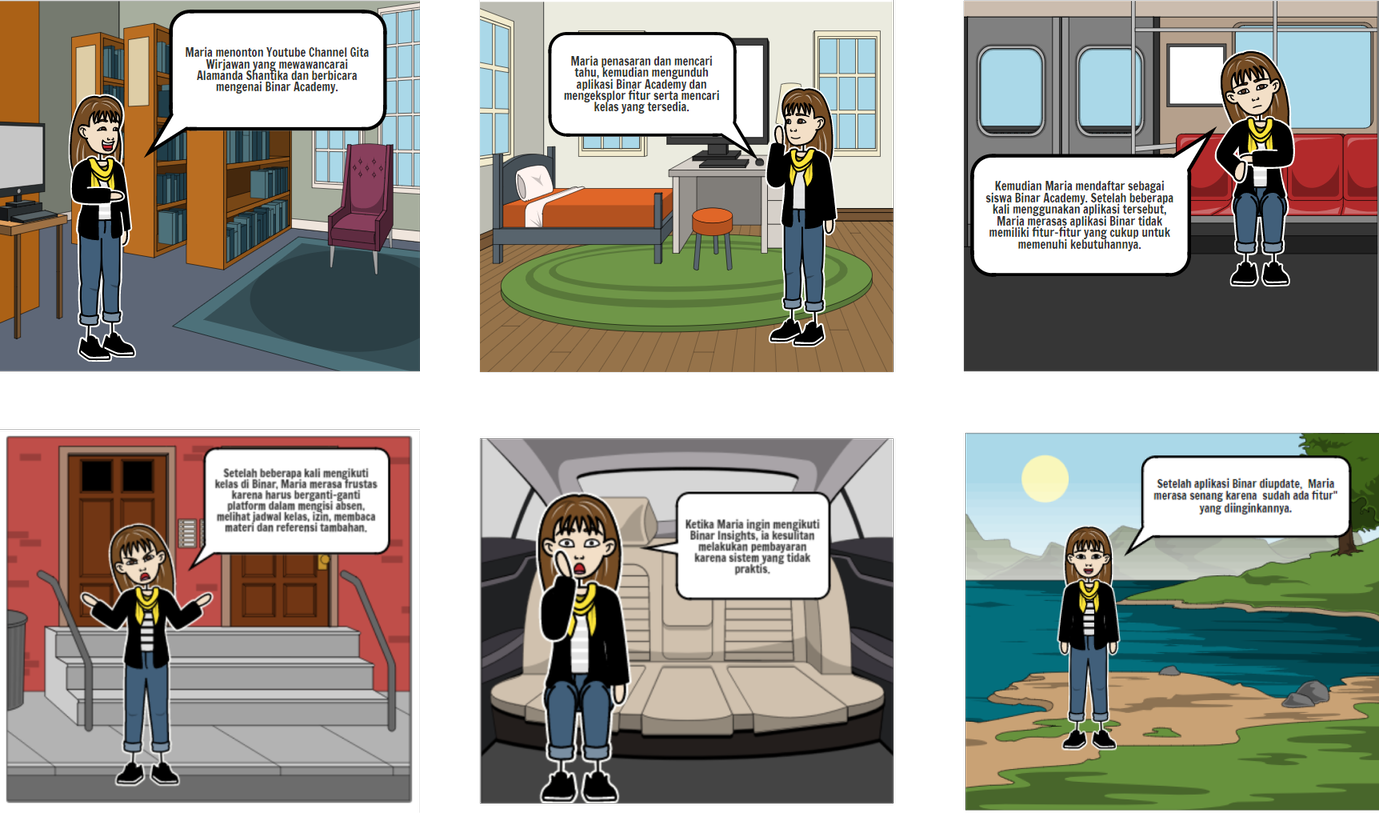 Maria menonton Youtube Channel Gita
Wirjawan yang mewawancarai
Alamanda Shantika dan berbicara
mengenai Binar Academy.
Maria penasaran dan mencari
tahu, kemudian mengunduh
aplikasi Binar Academy dan
mengeksplor fitur serta mencari
kelas yang tersedia.
Kemudian Maria mendaftar sebagai
siswa Binar Academy. Setelah beberapa
kali menggunakan aplikasi tersebut,
Maria merasas aplikasi Binar tidak
memiliki fitur-fitur yang cukup untuk
memenuhi kebutuhannya.
Setelah beberapa kali mengikuti
kelas di Binar, Maria merasa frustas
karena harus berganti-ganti
platform dalam mengisi absen,
melihat jadwal kelas, izin, membaca
materi dan referensi tambahan.
Ketika Maria ingin mengikuti
Binar Insights, ia kesulitan
melakukan pembayaran
karena sistem yang tidak
praktis.
Setelah aplikasi Binar diupdate, Maria
merasa senang karena sudah ada fitur"
yang diinginkannya.